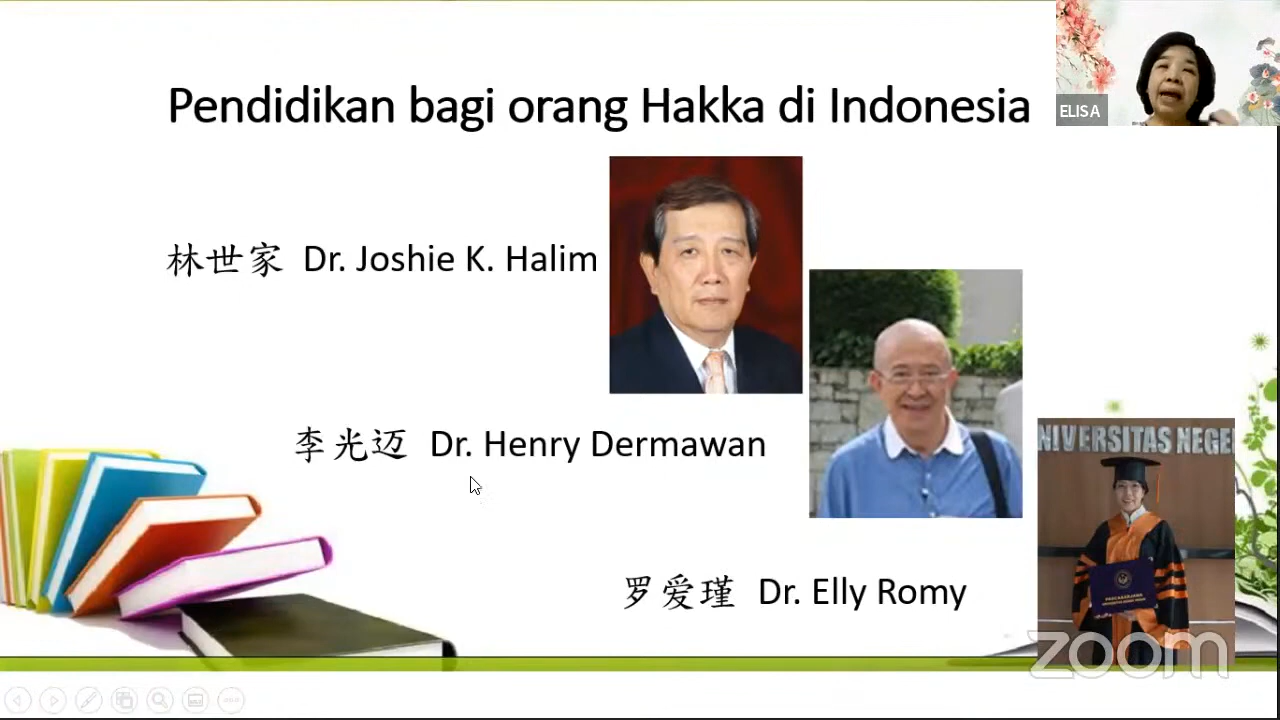 Pendidikan bagi orang Hakka di Indonesia
ELISA
林世家 Dr. Joshie K. Halim
李光迈 Dr. Henry Dermawan
NIVERSITAS NEGE
罗爱瑾 Dr. Elly Romy
zoom